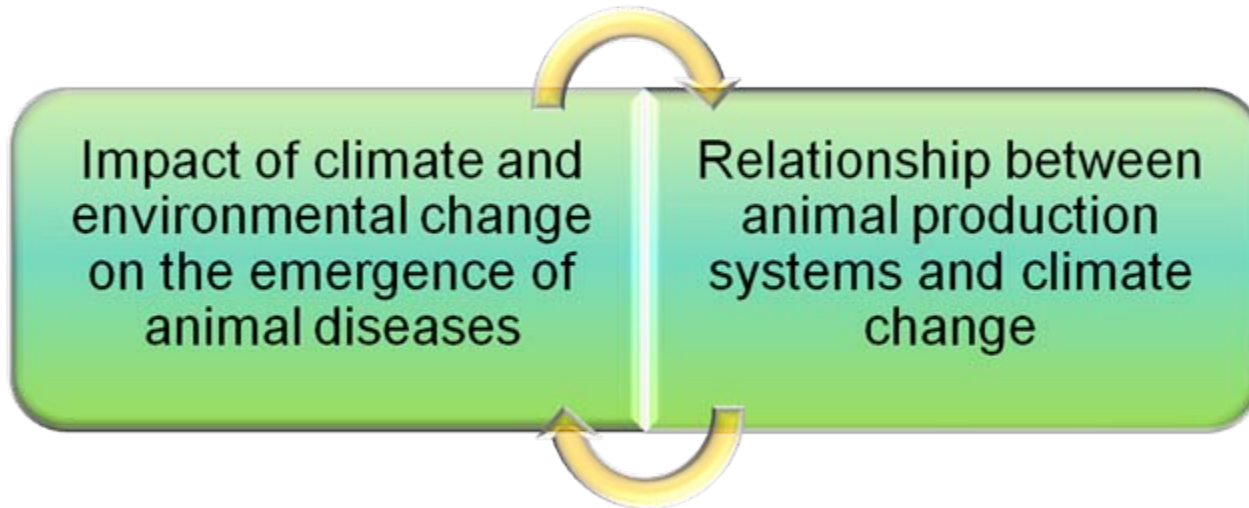 Impact of climate and
environmental change
on the emergence of
animal diseases
Relationship between
animal production
systems and climate
change